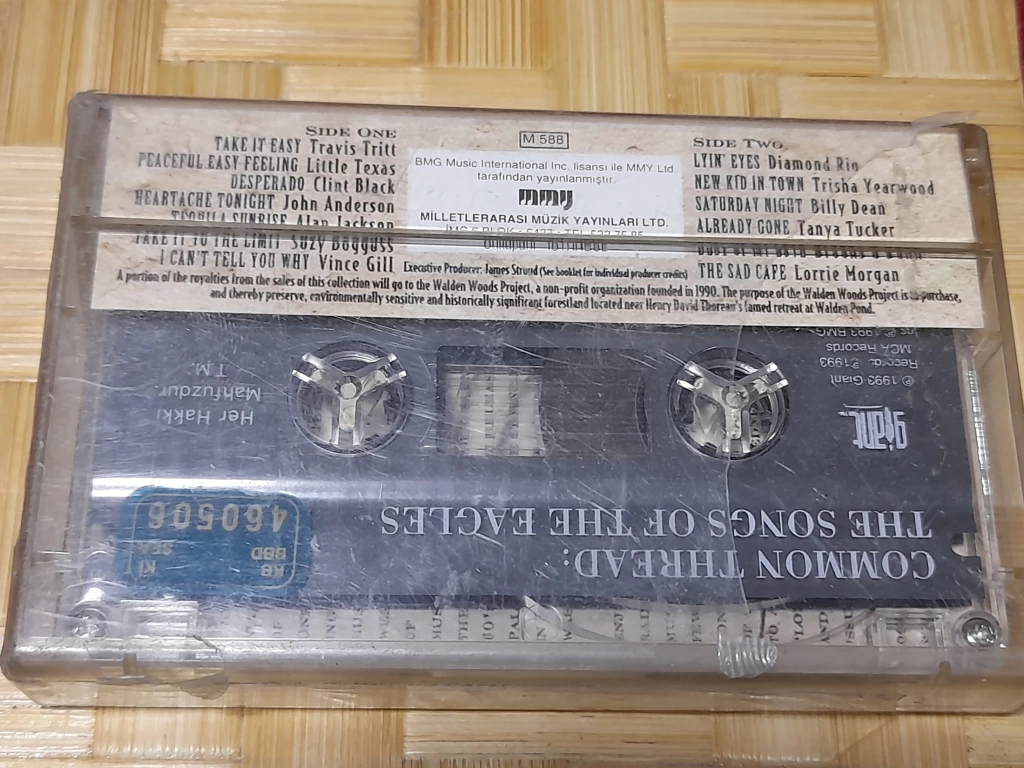 SIDE ONE
TAKE IT EASY Travis Tritt
PEACEFUL EASY FEELING Little Texas
DESPERADO Clint Black
HEARTACHE TONIGHT John Anderson
TEQUILA SUNRISE Alan Jackson
TAKE IT TO THE LIMIT Suzy Bogguss
I CAN'T TELL YOU WHY Vince Gill
M 588
BMG Music International Inc. lisansı ile MMY Ltd
tarafından yayınlanmıştır.
mmy
MİLLETLERARASI MÜZİK YAYINLARI LTD.
SIDE TWO
LYIN' EYES Diamond Rio
NEW KID IN TOWN Trisha Yearwood
SATURDAY NIGHT Billy Dean
ALREADY GONE Tanya Tucker
THE SAD CAFE Lorrie Morgan
Executive Producer: James Stroud (See booklet for individual producer credits)
A portion of the royalties from the sales of this collection will go to the Walden Woods Project, a non-profit organization founded in 1990. The purpose of the Walden Woods Project is to purchase,
and thereby preserve, environmentally sensitive and historically significant forestland located near Henry David Thoreau's famed retreat at Walden Pond.
COMMON THREAD:
THE SONGS OF THE EAGLES
KB
BBD
460506
giant
℗ 1993 Giant
MCA Records
Her Hakkı
Mahfuzdur
T.M.